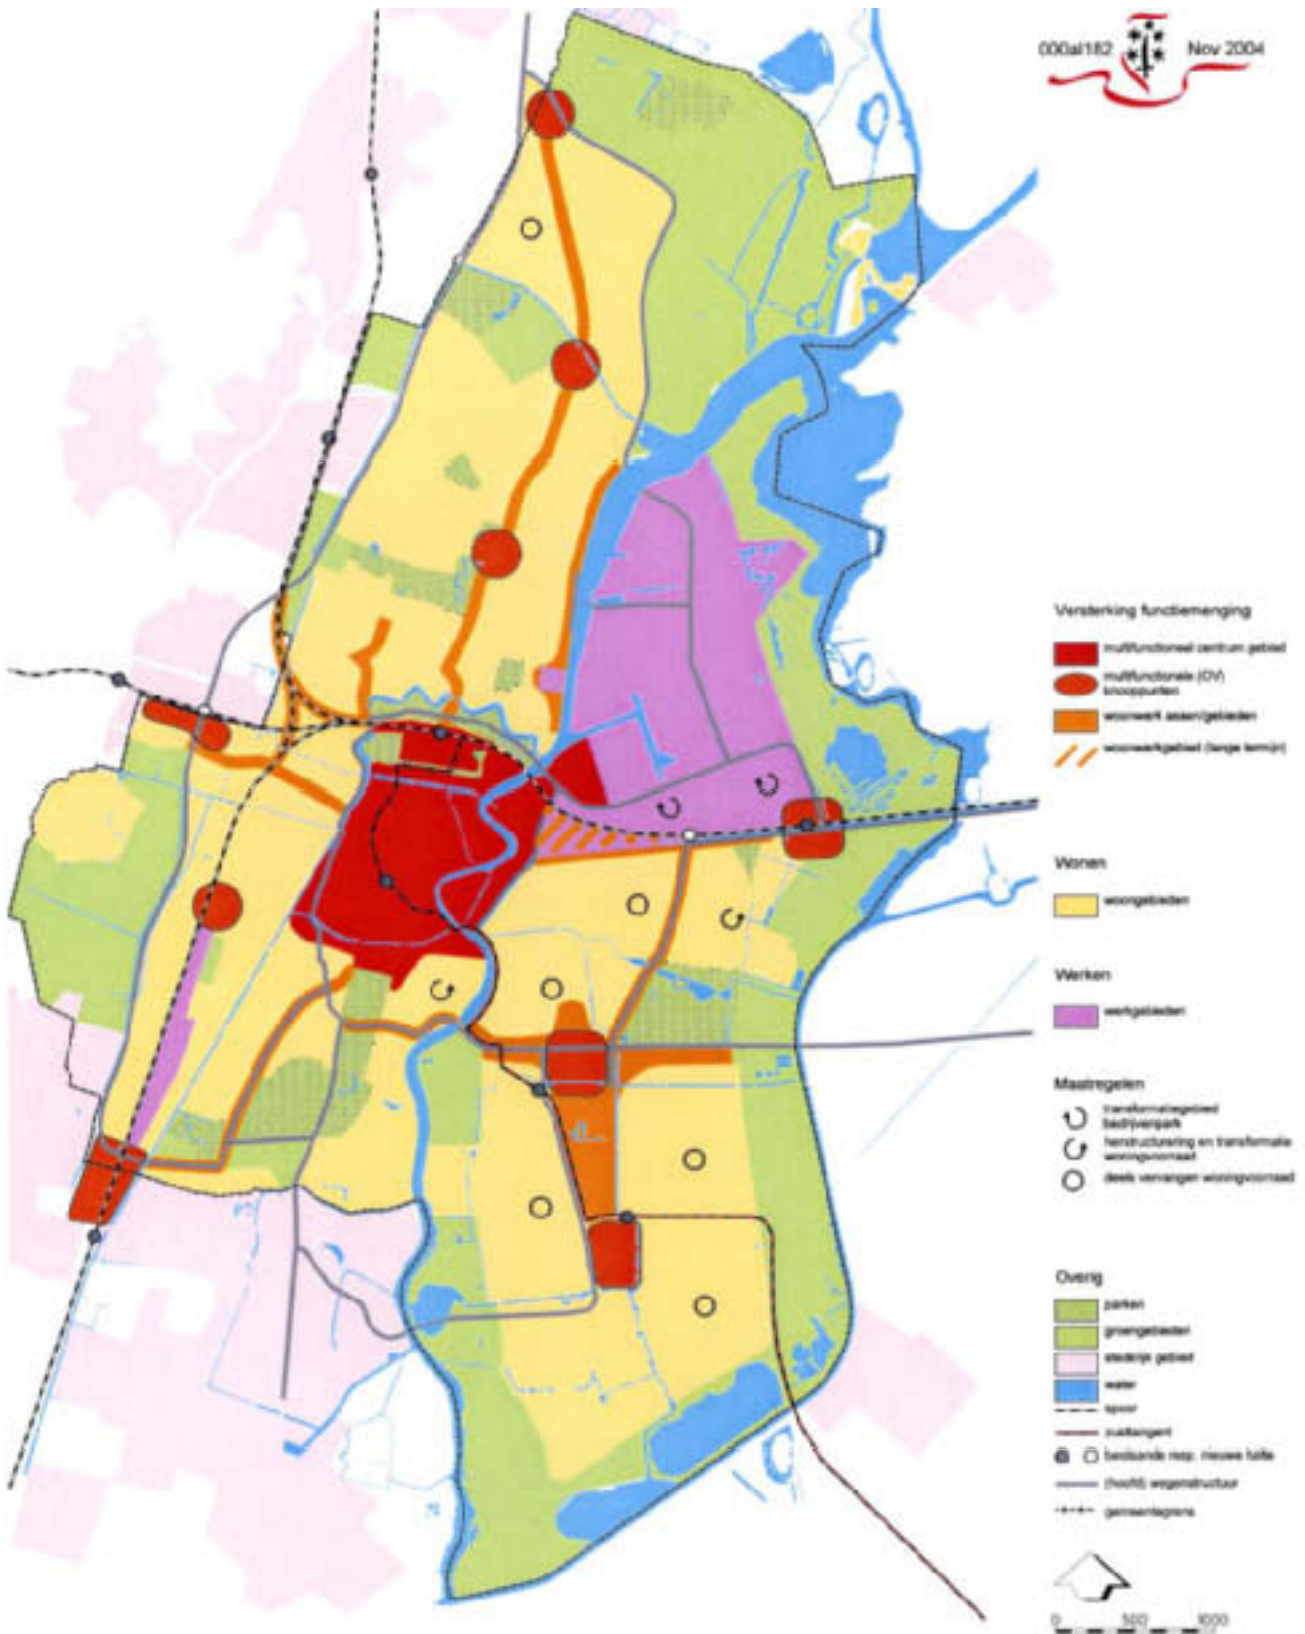 000al182
Nov 2004
Versterking functiemenging
multifunctioneel centrum gebied
multifunctionele (OV)
knooppunten
woonwerk assen/gebieden
woonwerkgebied (lange termijn)
Wonen
woongebieden
Werken
werkgebieden
Maatregelen
transformatiegebied
bedrijvenpark
herstructurering en transformatie
woningvoorraad
deels vervangen woningvoorraad
Overig
parken
groengebieden
stedelijk gebied
water
spoor
zuidtangent
bestaande resp. nieuwe halte
(hoofd) wegenstructuur
gemeentegrens
0 500 1000